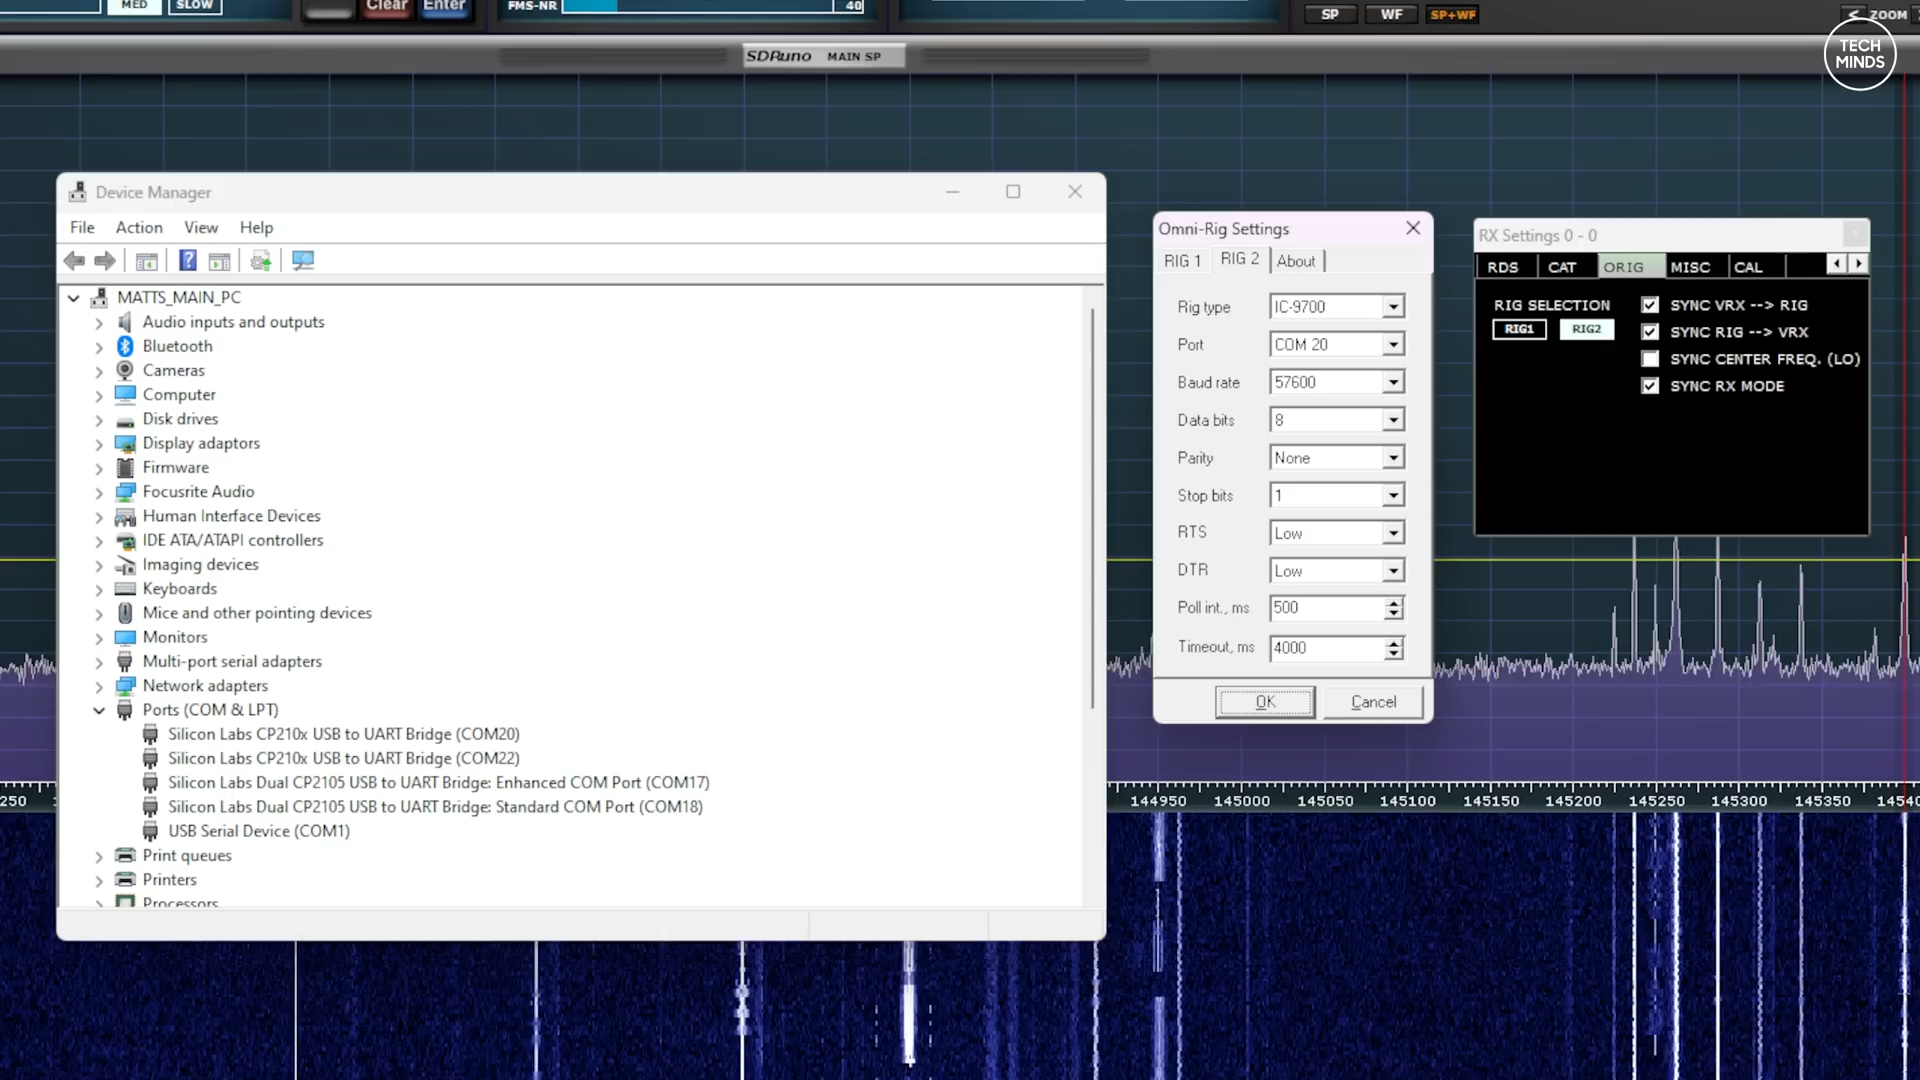 MED
SLOW
Clear
Enter
FMS-NR
40
SP
WF
SP+WF
< ZOOM
SDRuno MAIN SP
TECH
MINDS
Device Manager
File Action View Help
MATTS_MAIN_PC
Audio inputs and outputs
Bluetooth
Cameras
Computer
Disk drives
Display adaptors
Firmware
Focusrite Audio
Human Interface Devices
IDE ATA/ATAPI controllers
Imaging devices
Keyboards
Mice and other pointing devices
Monitors
Multi-port serial adapters
Network adapters
Ports (COM & LPT)
Silicon Labs CP210x USB to UART Bridge (COM20)
Silicon Labs CP210x USB to UART Bridge (COM22)
Silicon Labs Dual CP2105 USB to UART Bridge: Enhanced COM Port (COM17)
Silicon Labs Dual CP2105 USB to UART Bridge: Standard COM Port (COM18)
USB Serial Device (COM1)
Print queues
Printers
Processors
Omni-Rig Settings
RIG 1 RIG 2 About
Rig type IC-9700
Port COM 20
Baud rate 57600
Data bits 8
Parity None
Stop bits 1
RTS Low
DTR Low
Poll int., ms 500
Timeout, ms 4000
OK Cancel
RX Settings 0 - 0
RDS CAT ORIG MISC CAL
RIG SELECTION
RIG1 RIG2
SYNC VRX --> RIG
SYNC RIG --> VRX
SYNC CENTER FREQ. (LO)
SYNC RX MODE
250 144950 145000 145050 145100 145150 145200 145250 145300 145350